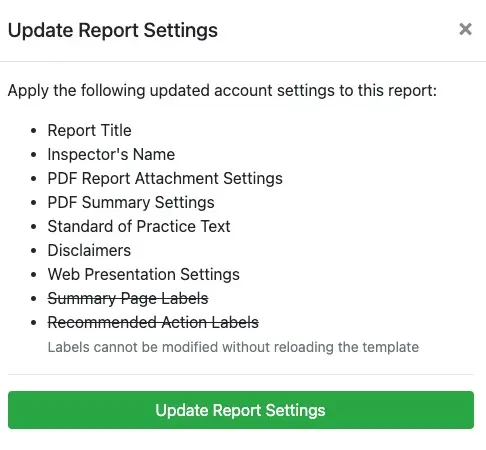 Update Report Settings
×
Apply the following updated account settings to this report:
• Report Title
• Inspector's Name
• PDF Report Attachment Settings
• PDF Summary Settings
• Standard of Practice Text
• Disclaimers
• Web Presentation Settings
• Summary Page Labels
• Recommended Action Labels
Labels cannot be modified without reloading the template
Update Report Settings